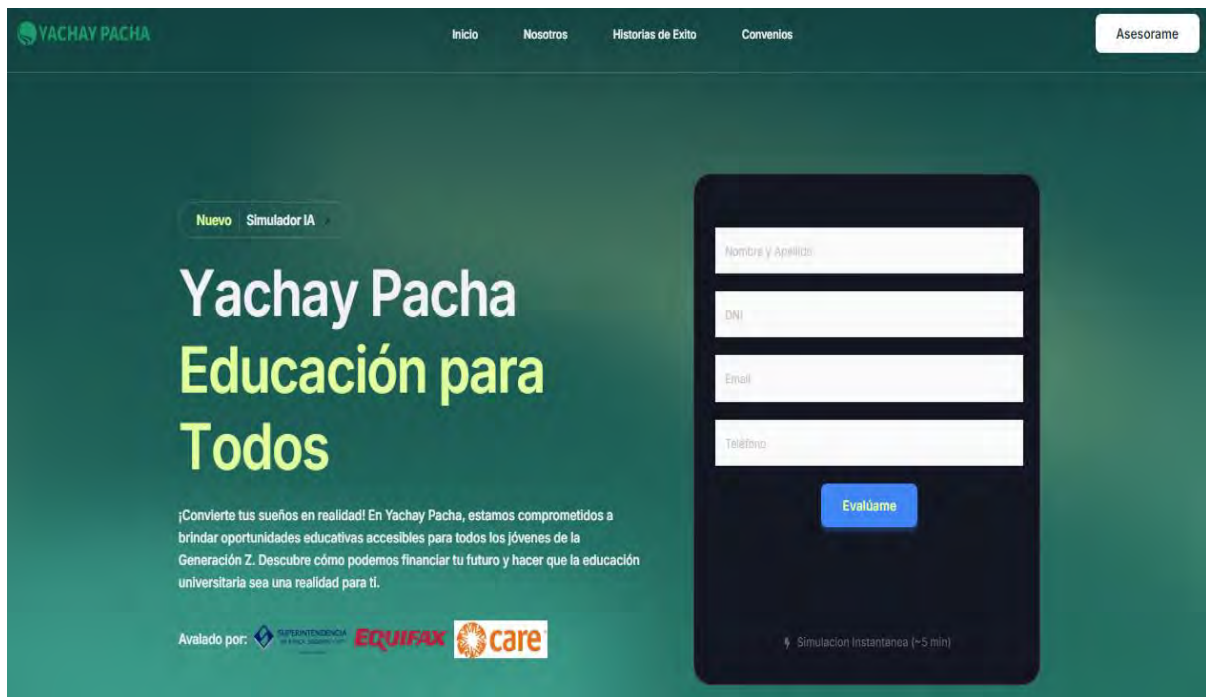 YACHAY PACHA
Inicio Nosotros Historias de Exito Convenios
Asesorame
Nuevo Simulador IA
Yachay Pacha
Educación para
Todos
¡Convierte tus sueños en realidad! En Yachay Pacha, estamos comprometidos a
brindar oportunidades educativas accesibles para todos los jóvenes de la
Generación Z. Descubre cómo podemos financiar tu futuro y hacer que la educación
universitaria sea una realidad para ti.
Avalado por: SUPERINTENDENCIA EQUIFAX care
Nombre y Apellido
DNI
Email
Teléfono
Evalúame
Simulacion Instantanea (~5 min)